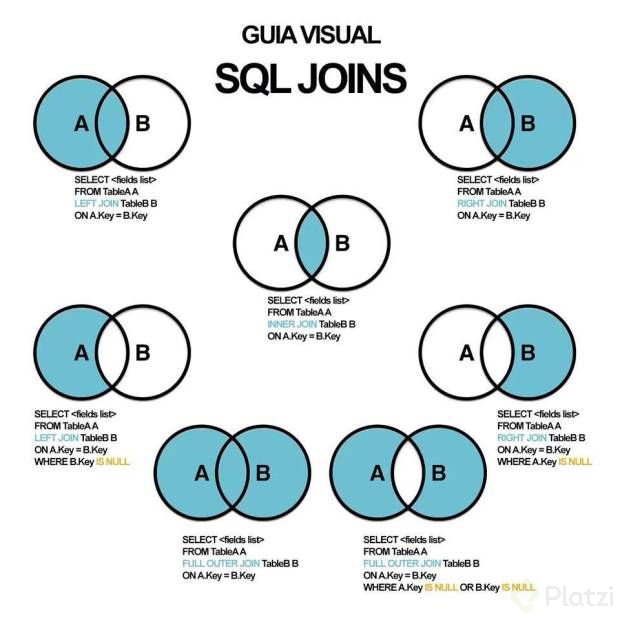 GUIA VISUAL
SQL JOINS
A B
SELECT <fields list>
FROM TableA A
LEFT JOIN TableB B
ON A.Key = B.Key
A B
SELECT <fields list>
FROM TableA A
RIGHT JOIN TableB B
ON A.Key = B.Key
A B
SELECT <fields list>
FROM TableA A
INNER JOIN TableB B
ON A.Key = B.Key
A B
SELECT <fields list>
FROM TableA A
LEFT JOIN TableB B
ON A.Key = B.Key
WHERE B.Key IS NULL
A B
SELECT <fields list>
FROM TableA A
RIGHT JOIN TableB B
ON A.Key = B.Key
WHERE A.Key IS NULL
A B
SELECT <fields list>
FROM TableA A
FULL OUTER JOIN TableB B
ON A.Key = B.Key
A B
SELECT <fields list>
FROM TableA A
FULL OUTER JOIN TableB B
ON A.Key = B.Key
WHERE A.Key IS NULL OR B.Key IS NULL
Platzi